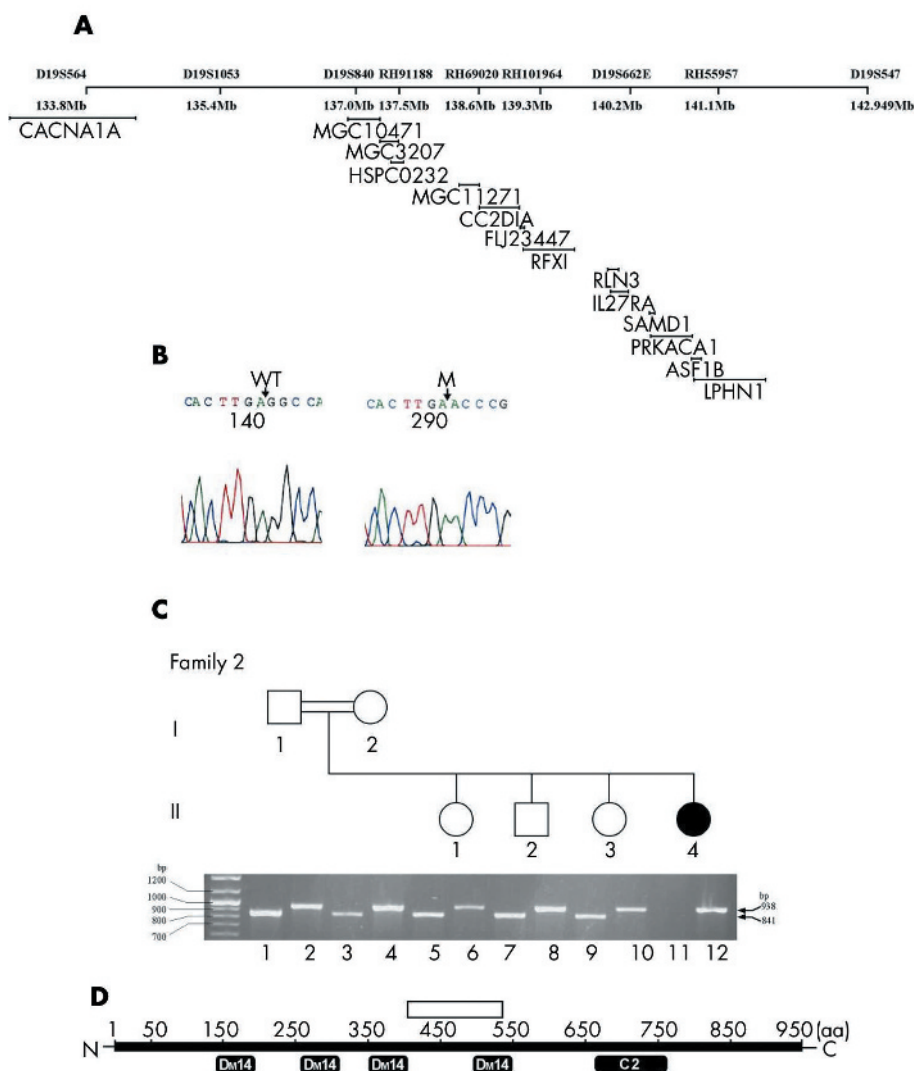 A
D19S564 D19S1053 D19S840 RH91188 RH69020 RH101964 D19S662E RH55957 D19S547
133.8Mb 135.4Mb 137.0Mb 137.5Mb 138.6Mb 139.3Mb 140.2Mb 141.1Mb 142.949Mb
CACNA1A MGC10471
MGC3207
HSPC0232
MGC11271
CC2DIA
FLJ23447
RFXI
RLN3
IL27RA
SAMD1
PRKACA1
ASF1B
LPHN1
B
WT M
CACTTGAGGCCA CACTTGAACCCG
140 290
C
Family 2
I
1 2
II
1 2 3 4
bp
1200
1000
900
800
700
bp
938
841
1 2 3 4 5 6 7 8 9 10 11 12
D
1 50 150 250 350 450 550 650 750 850 950 (aa)
N C
DM14 DM14 DM14 DM14 C2